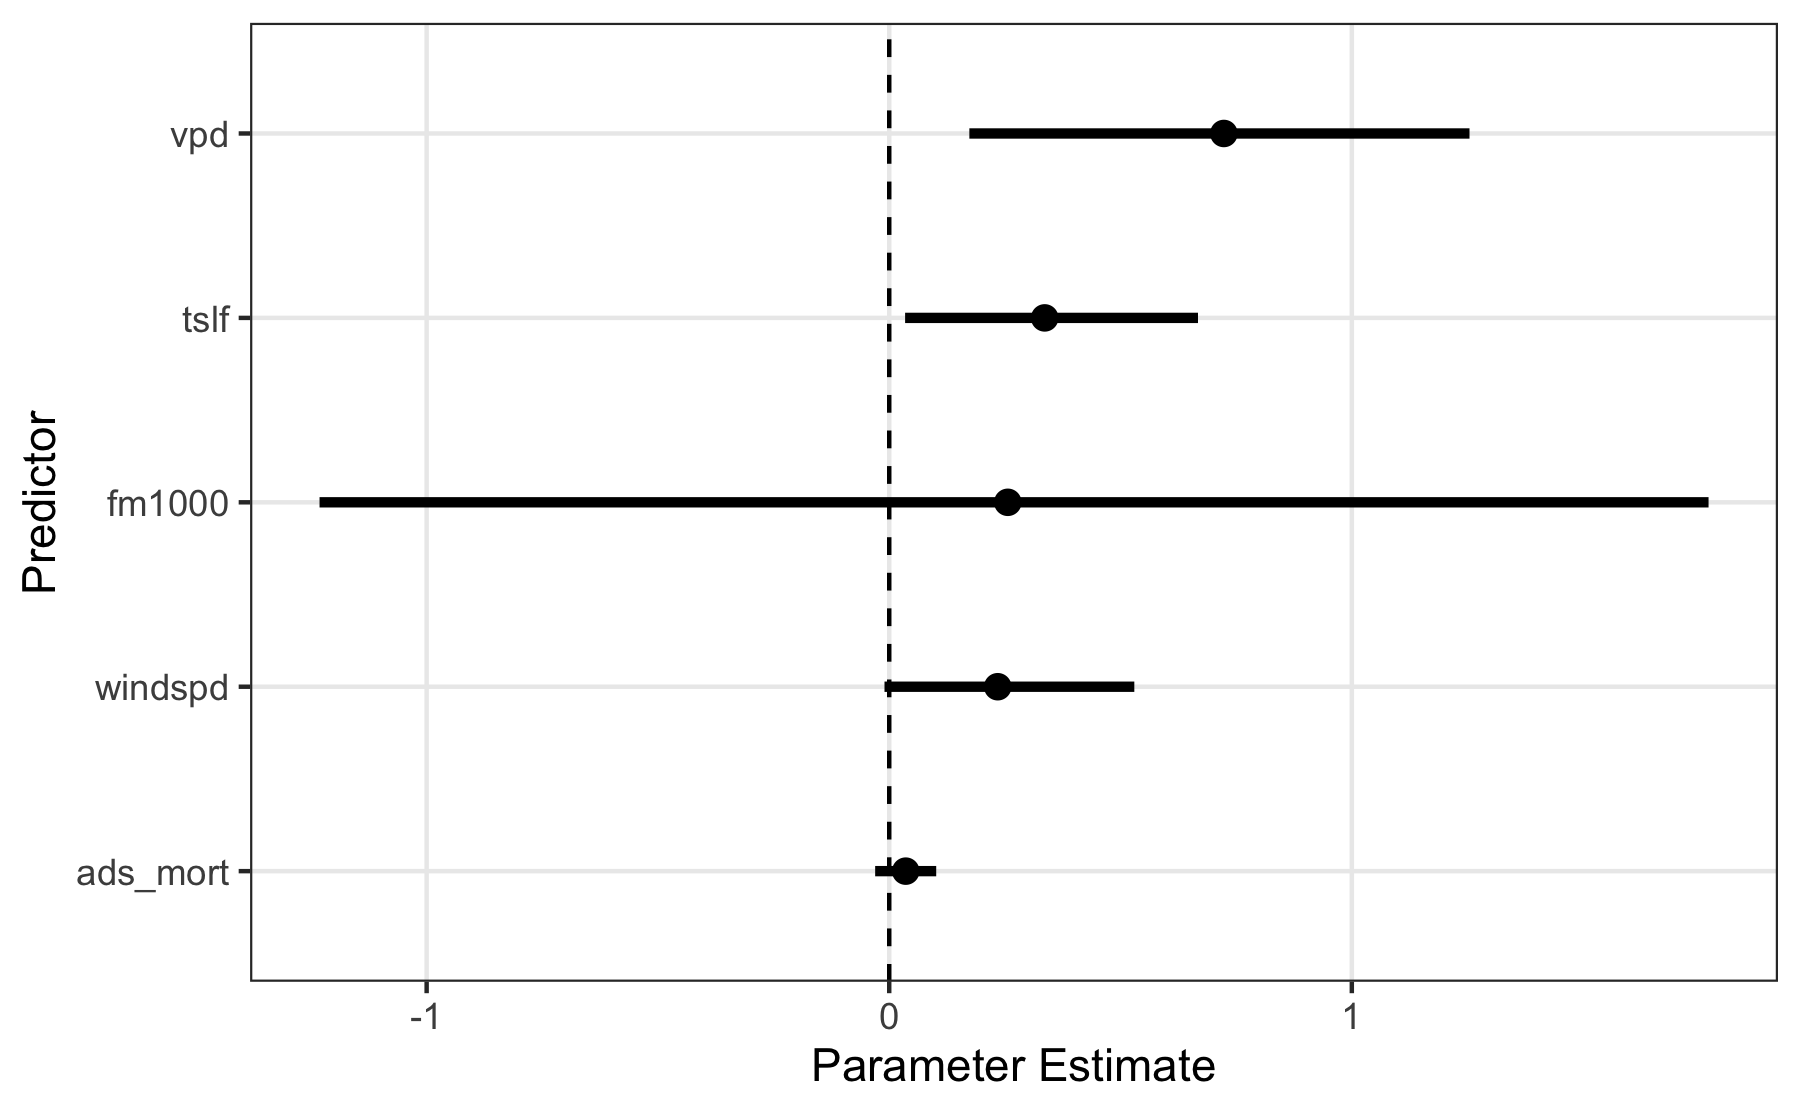 Predictor
vpd
tslf
fm1000
windspd
ads_mort
-1 0 1
Parameter Estimate